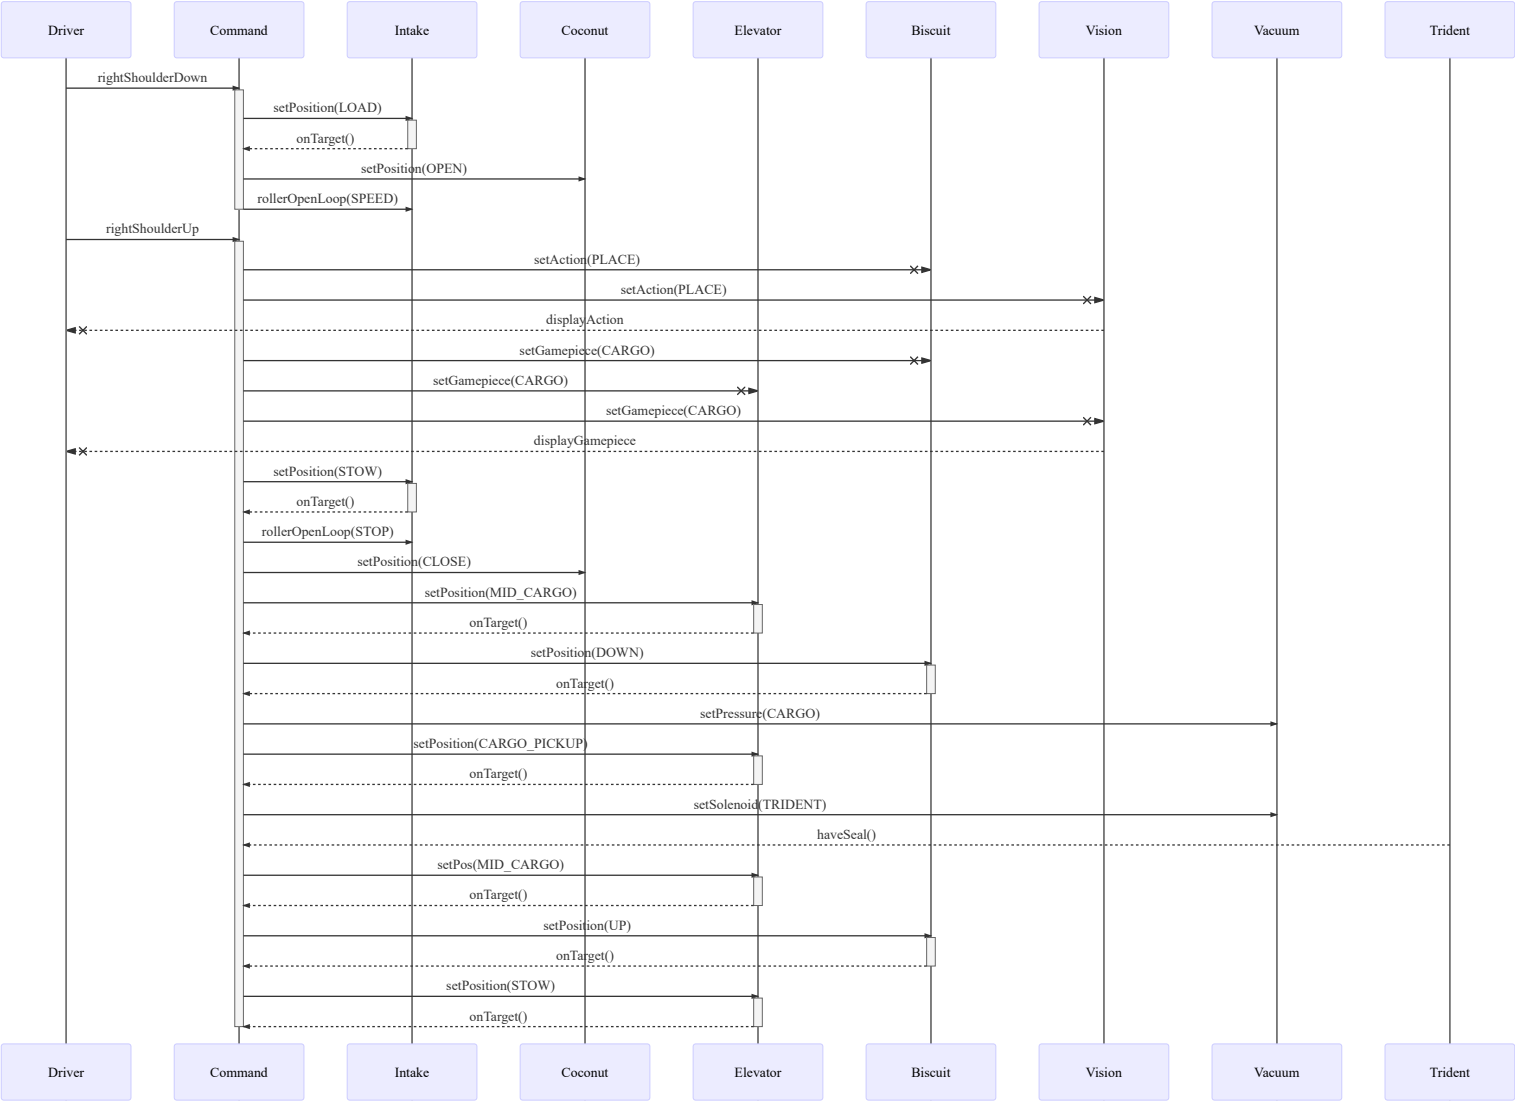 Driver Command Intake Coconut Elevator Biscuit Vision Vacuum Trident
rightShoulderDown
setPosition(LOAD)
onTarget()
setPosition(OPEN)
rollerOpenLoop(SPEED)
rightShoulderUp
setAction(PLACE)
setAction(PLACE)
displayAction
setGamepiece(CARGO)
setGamepiece(CARGO)
setGamepiece(CARGO)
displayGamepiece
setPosition(STOW)
onTarget()
rollerOpenLoop(STOP)
setPosition(CLOSE)
setPosition(MID_CARGO)
onTarget()
setPosition(DOWN)
onTarget()
setPressure(CARGO)
setPosition(CARGO_PICKUP)
onTarget()
setSolenoid(TRIDENT)
haveSeal()
setPos(MID_CARGO)
onTarget()
setPosition(UP)
onTarget()
setPosition(STOW)
onTarget()
Driver Command Intake Coconut Elevator Biscuit Vision Vacuum Trident